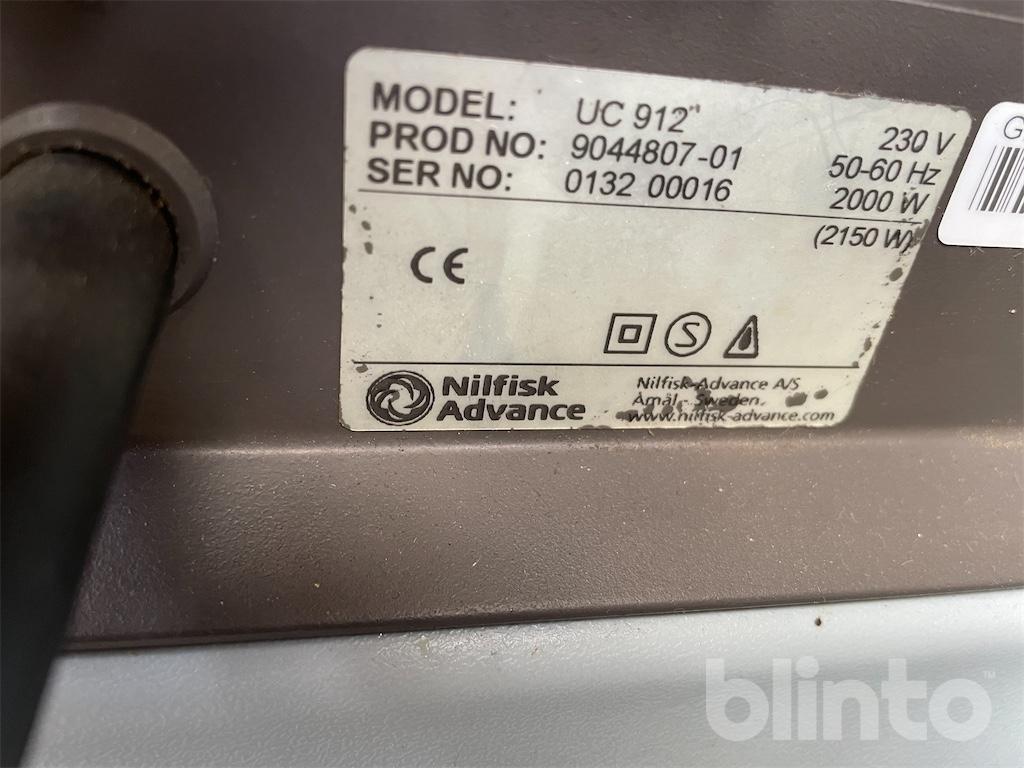 MODEL: UC 912"
PROD NO: 9044807-01
SER NO: 0132 00016
230 V
50-60 Hz
2000 W
(2150 W)
CE
S
Nilfisk
Advance
Nilfisk-Advance A/S
Åmål - Sweden
www.nilfisk-advance.com
G
blinto™